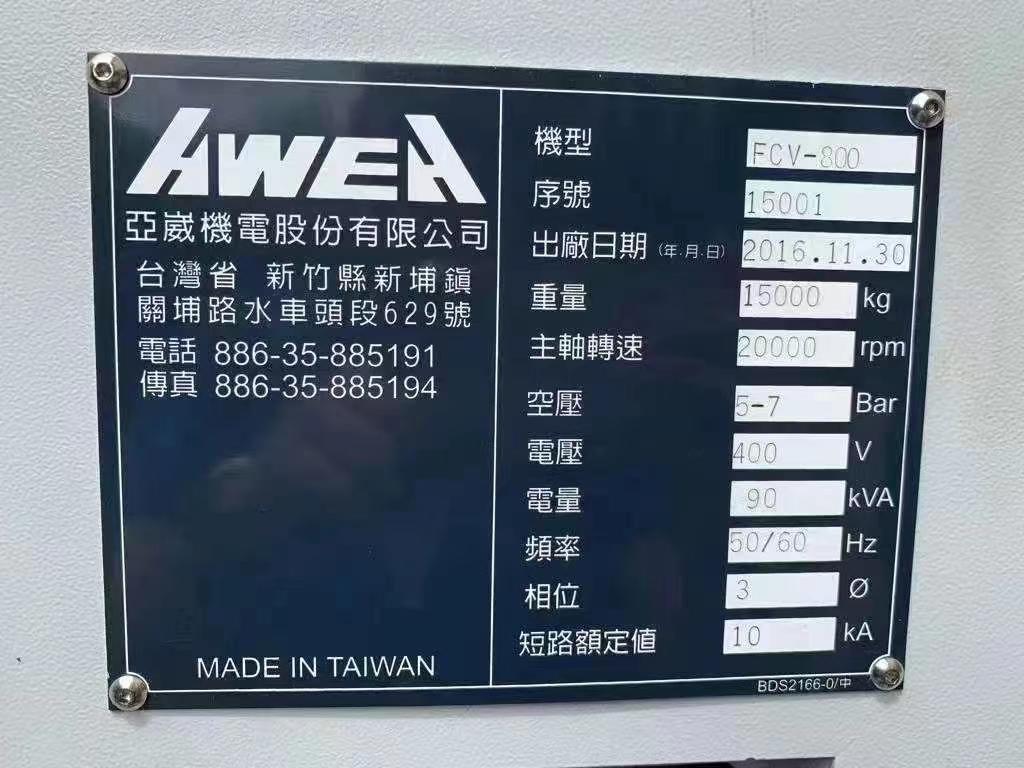 AWEA
亞崴機電股份有限公司
台灣省 新竹縣新埔鎮
關埔路水車頭段629號
電話 886-35-885191
傳真 886-35-885194
MADE IN TAIWAN
機型 FCV-800
序號 15001
出廠日期 (年.月.日) 2016.11.30
重量 15000 kg
主軸轉速 20000 rpm
空壓 5-7 Bar
電壓 400 V
電量 90 kVA
頻率 50/60 Hz
相位 3 Ø
短路額定值 10 kA
BDS2166-0/中